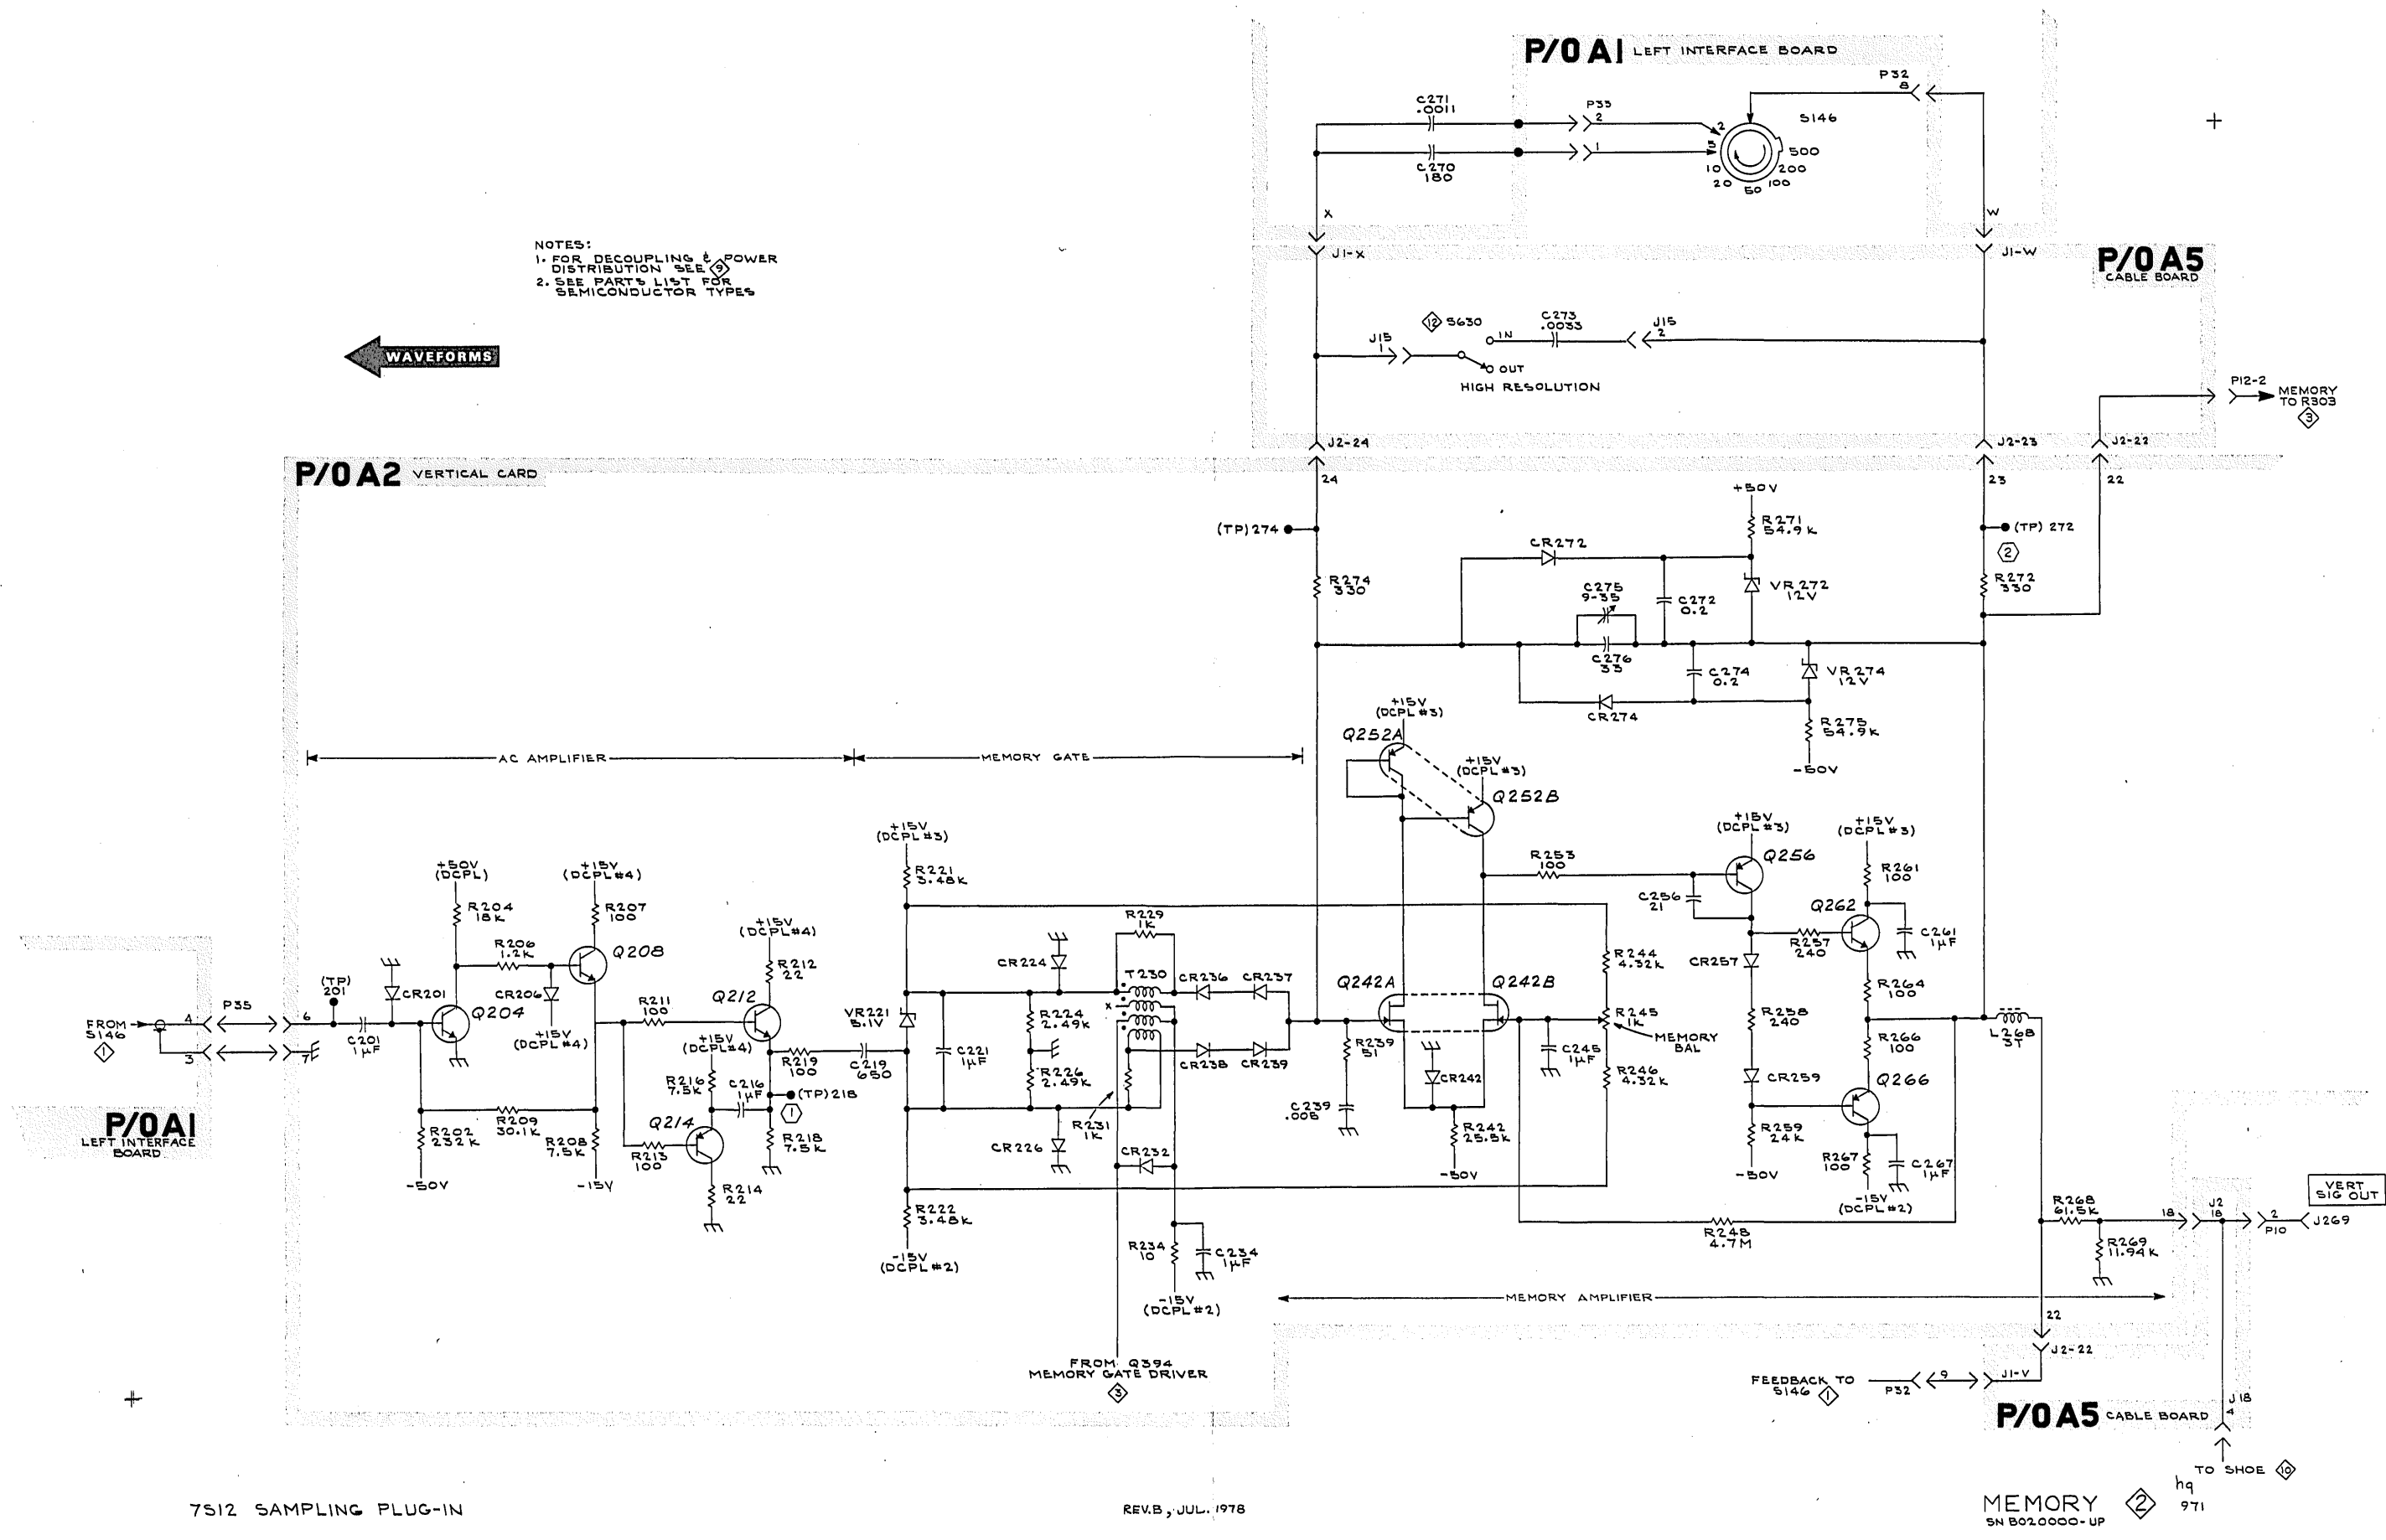 P/O A1 LEFT INTERFACE BOARD
P32
8
C271
.0011
P35
2
S146
2
5
1
500
C270
180
10
200
20
50
100
X
W
NOTES:
1. FOR DECOUPLING & POWER
DISTRIBUTION SEE 9
2. SEE PARTS LIST FOR
SEMICONDUCTOR TYPES
J1-X
J1-W
P/O A5
CABLE BOARD
WAVEFORMS
12 S630
IN
C273
.0033
J15
2
J15
1
OUT
HIGH RESOLUTION
P12-2
MEMORY
TO R303
3
J2-24
J2-23
J2-22
P/O A2 VERTICAL CARD
24
23
22
+50V
(TP)274
R271
54.9K
(TP) 272
2
CR272
R274
330
C275
9-35
C272
0.2
VR272
12V
R272
330
C276
33
C274
0.2
VR274
12V
CR274
R275
54.9K
-50V
+15V
(DCPL #3)
Q252A
+15V
(DCPL #3)
Q252B
AC AMPLIFIER
MEMORY GATE
+15V
(DCPL #3)
+15V
(DCPL #3)
+15V
(DCPL #3)
+50V
(DCPL)
+15V
(DCPL #4)
R221
3.48K
R253
100
Q256
R261
100
R204
18K
R207
100
C256
21
Q262
+15V
(DCPL #4)
R229
1K
R206
1.2K
Q208
R212
22
CR224
R257
240
C261
1µF
R244
4.32K
CR257
(TP)
201
CR201
CR206
T230
CR236
CR237
Q242A
Q242B
R264
100
P35
R211
100
Q212
x
FROM
S146
1
4
6
Q204
VR221
5.1V
R224
2.49K
R245
1K
R258
240
C201
1µF
+15V
(DCPL #4)
+15V
(DCPL #4)
MEMORY
BAL
L268
3T
3
7
R219
100
C219
650
C221
1µF
CR238
CR239
R239
51
C245
1µF
R266
100
R216
7.5K
C216
1µF
R226
2.49K
CR242
R246
4.32K
CR259
Q266
(TP)218
1
P/O A1
LEFT INTERFACE
BOARD
R202
232K
R209
30.1K
R208
7.5K
Q214
R218
7.5K
R231
1K
C239
.005
CR226
CR232
R242
25.5K
R259
24K
R213
100
R267
100
C267
1µF
-50V
-15V
R214
22
-50V
-50V
-15V
(DCPL #2)
R222
3.48K
R268
61.5K
VERT
SIG OUT
J2
18
18
2
P10
J269
R248
4.7M
R269
11.94K
R234
10
C234
1µF
-15V
(DCPL #2)
-15V
(DCPL #2)
MEMORY AMPLIFIER
22
J2-22
FROM Q394
MEMORY GATE DRIVER
3
FEEDBACK TO
S146 1
P32
9
J1-V
P/O A5 CABLE BOARD
J18
4
TO SHOE 10
7S12 SAMPLING PLUG-IN
REV.B, JUL. 1978
MEMORY 2
SN B020000-UP
hq
971